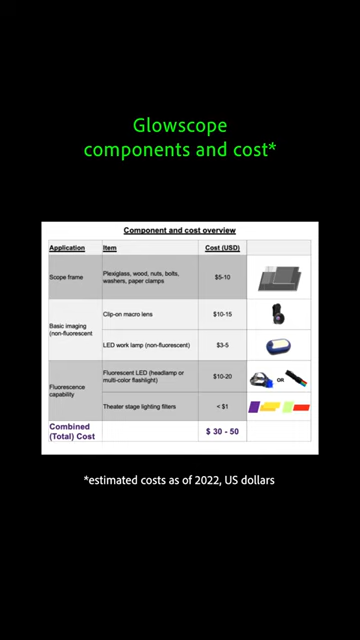 Glowscope
components and cost*
Component and cost overview
Application Item Cost (USD)
Scope frame
Plexiglass, wood, nuts, bolts,
washers, paper clamps
$5-10
Basic imaging
(non-fluorescent
Clip-on macro lens
$10-15
LED work lamp (non-fluorescent)
$3-5
Fluorescence
capability
Fluorescent LED (headlamp or
multi-color flashlight)
$10-20
OR
Theater stage lighting filters
< $1
Combined
(Total) Cost
$ 30 - 50
*estimated costs as of 2022, US dollars